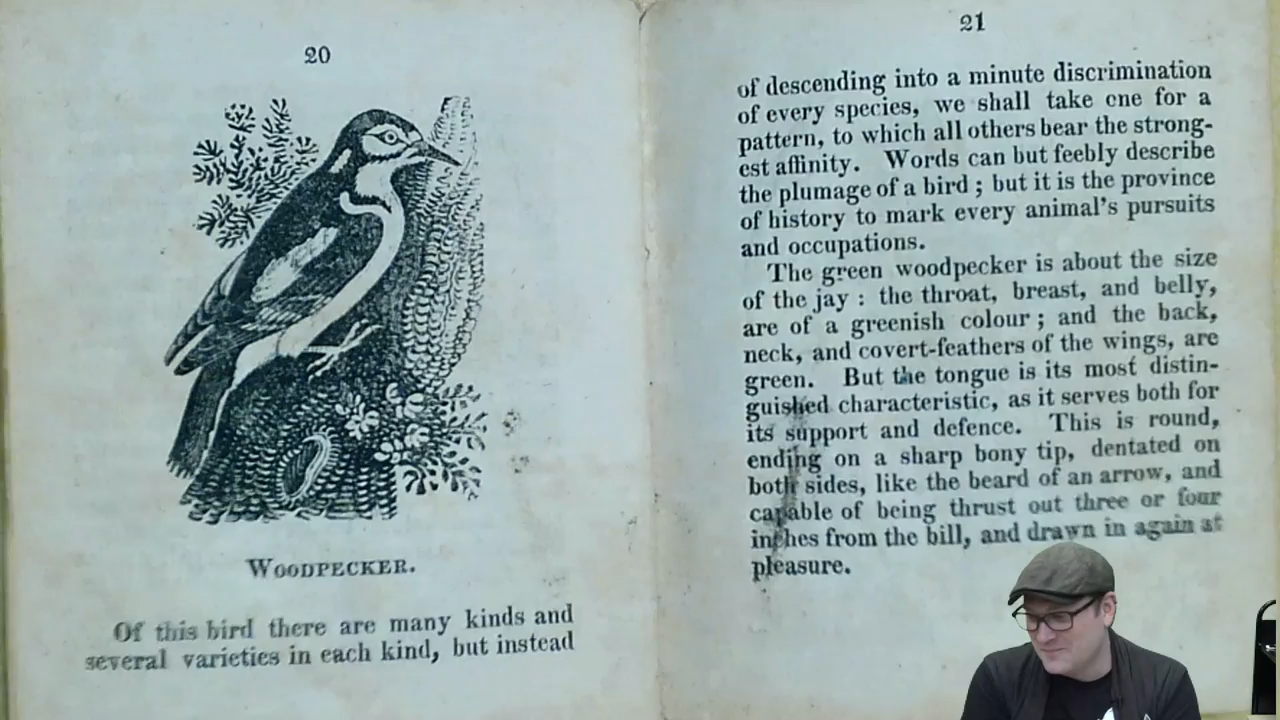 20
WOODPECKER.
Of this bird there are many kinds and
several varieties in each kind, but instead
21
of descending into a minute discrimination
of every species, we shall take one for a
pattern, to which all others bear the strong-
est affinity. Words can but feebly describe
the plumage of a bird ; but it is the province
of history to mark every animal's pursuits
and occupations.
The green woodpecker is about the size
of the jay : the throat, breast, and belly,
are of a greenish colour ; and the back,
neck, and covert-feathers of the wings, are
green. But the tongue is its most distin-
guished characteristic, as it serves both for
its support and defence. This is round,
ending on a sharp bony tip, dentated on
both sides, like the beard of an arrow, and
capable of being thrust out three or four
inches from the bill, and drawn in again at
pleasure.